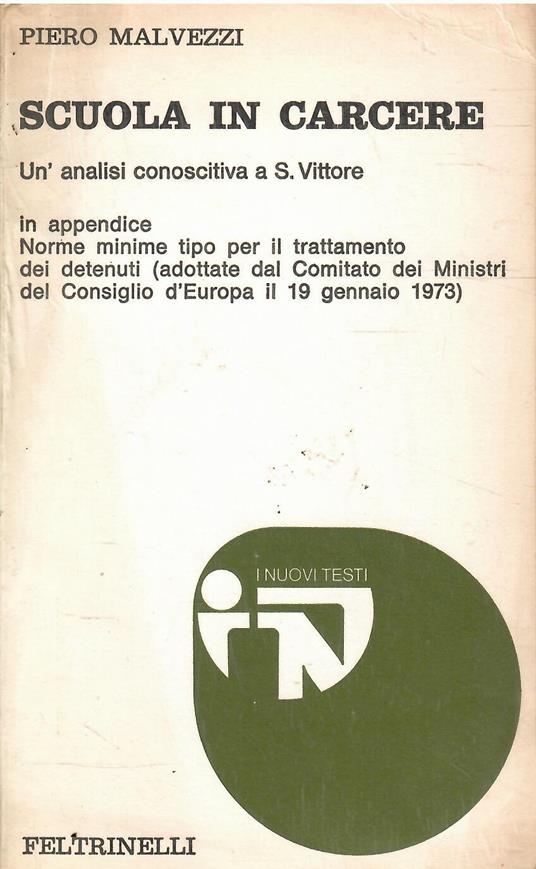 PIERO MALVEZZI
SCUOLA IN CARCERE
Un' analisi conoscitiva a S. Vittore
in appendice
Norme minime tipo per il trattamento
dei detenuti (adottate dal Comitato dei Ministri
del Consiglio d'Europa il 19 gennaio 1973)
I NUOVI TESTI
iN
FELTRINELLI